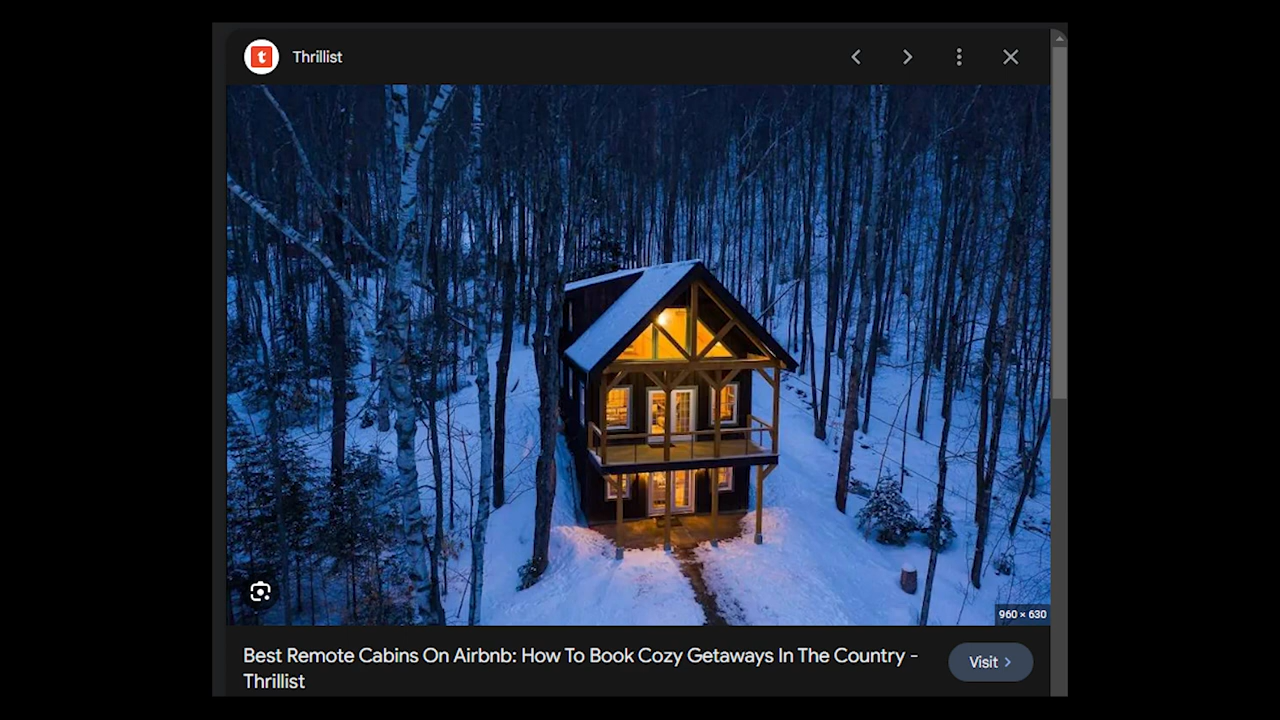 t Thrillist
960 × 630
Best Remote Cabins On Airbnb: How To Book Cozy Getaways In The Country -
Thrillist
Visit